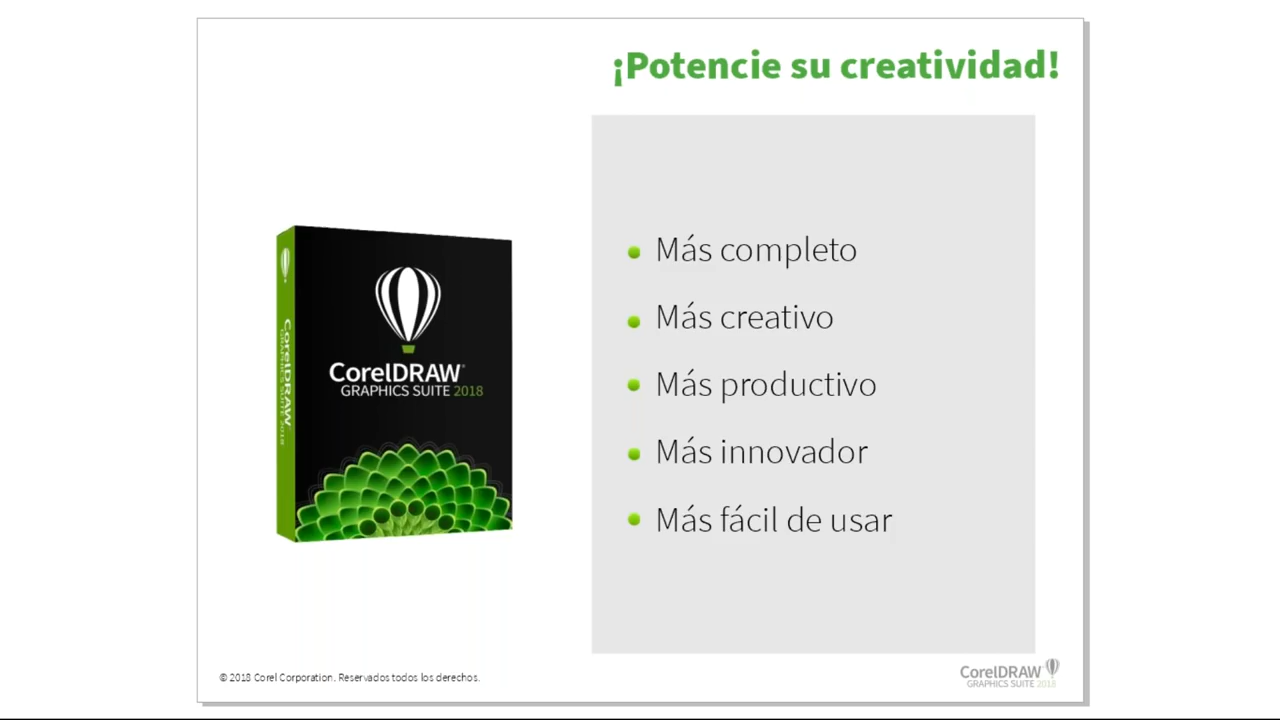 ¡Potencie su creatividad!
Más completo
Más creativo
Más productivo
Más innovador
Más fácil de usar
CorelDRAW
GRAPHICS SUITE 2018
CorelDRAW®
GRAPHICS SUITE 2018
© 2018 Corel Corporation. Reservados todos los derechos.
CorelDRAW
GRAPHICS SUITE 2018